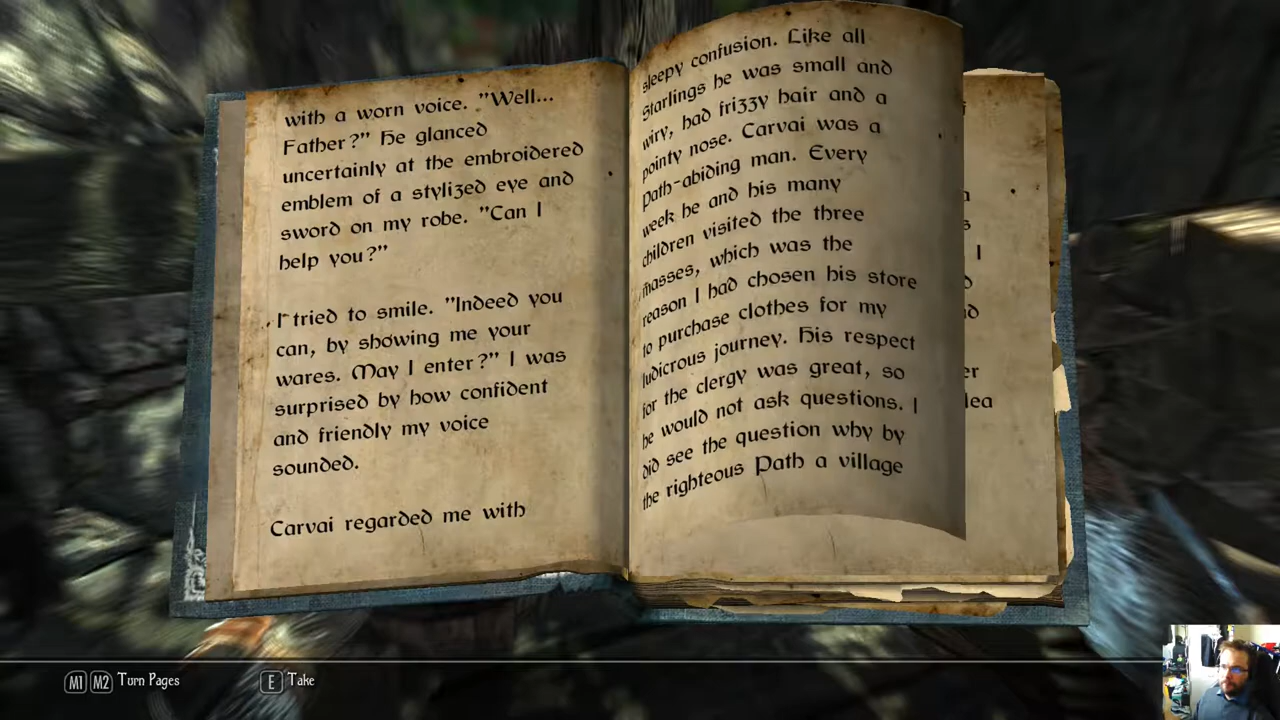 with a worn voice. "Well...
Father?" He glanced
uncertainly at the embroidered
emblem of a stylized eye and
sword on my robe. "Can I
help you?"
I tried to smile. "Indeed you
can, by showing me your
wares. May I enter?" I was
surprised by how confident
and friendly my voice
sounded.
Carvai regarded me with
sleepy confusion. Like all
Starlings he was small and
wiry, had frizzy hair and a
pointy nose. Carvai was a
Path-abiding man. Every
week he and his many
children visited the three
masses, which was the
reason I had chosen his store
to purchase clothes for my
ludicrous journey. His respect
for the clergy was great, so
he would not ask questions. I
did see the question why by
the righteous Path a village
I
M1 M2 Turn Pages
E Take